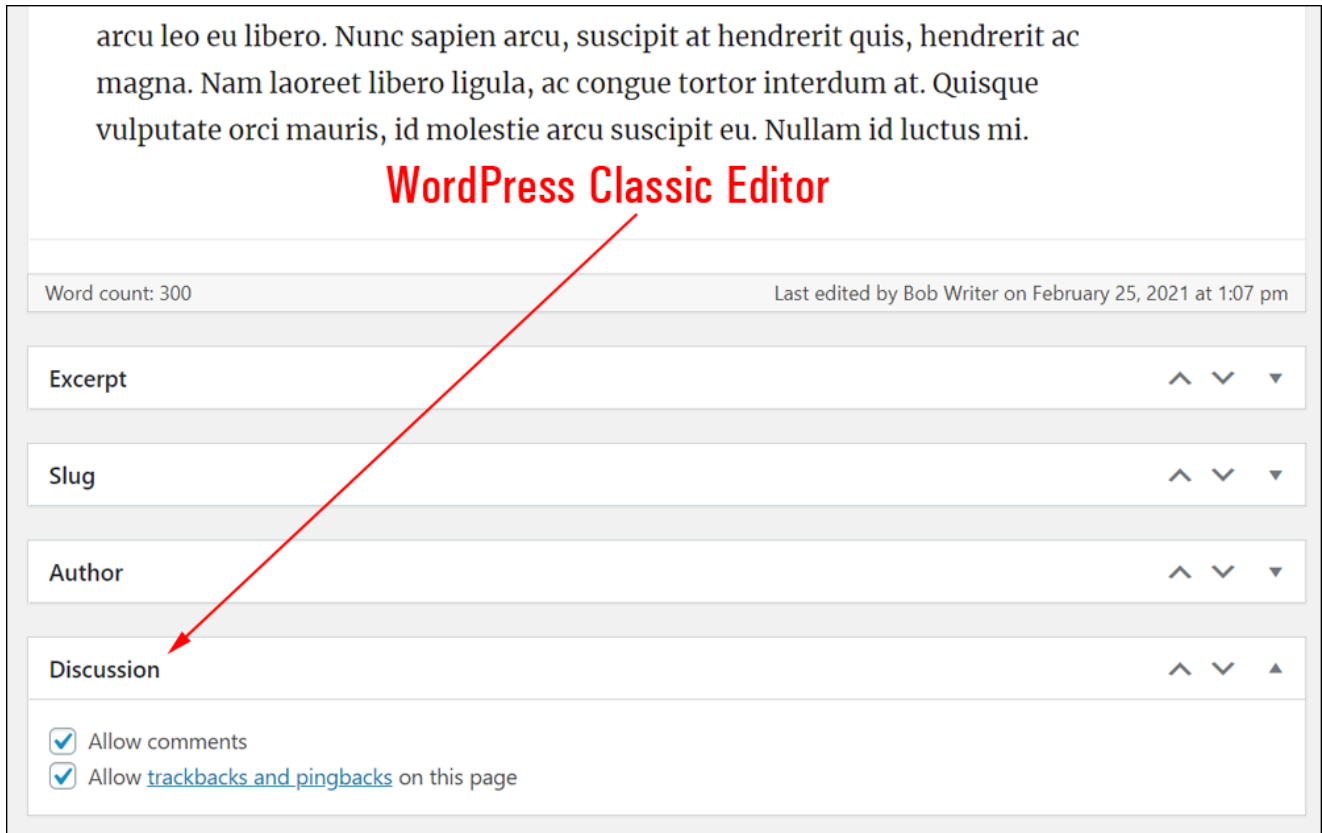 arcu leo eu libero. Nunc sapien arcu, suscipit at hendrerit quis, hendrerit ac
magna. Nam laoreet libero ligula, ac congue tortor interdum at. Quisque
vulputate orci mauris, id molestie arcu suscipit eu. Nullam id luctus mi.
WordPress Classic Editor
Word count: 300 Last edited by Bob Writer on February 25, 2021 at 1:07 pm
Excerpt
Slug
Author
Discussion
Allow comments
Allow trackbacks and pingbacks on this page